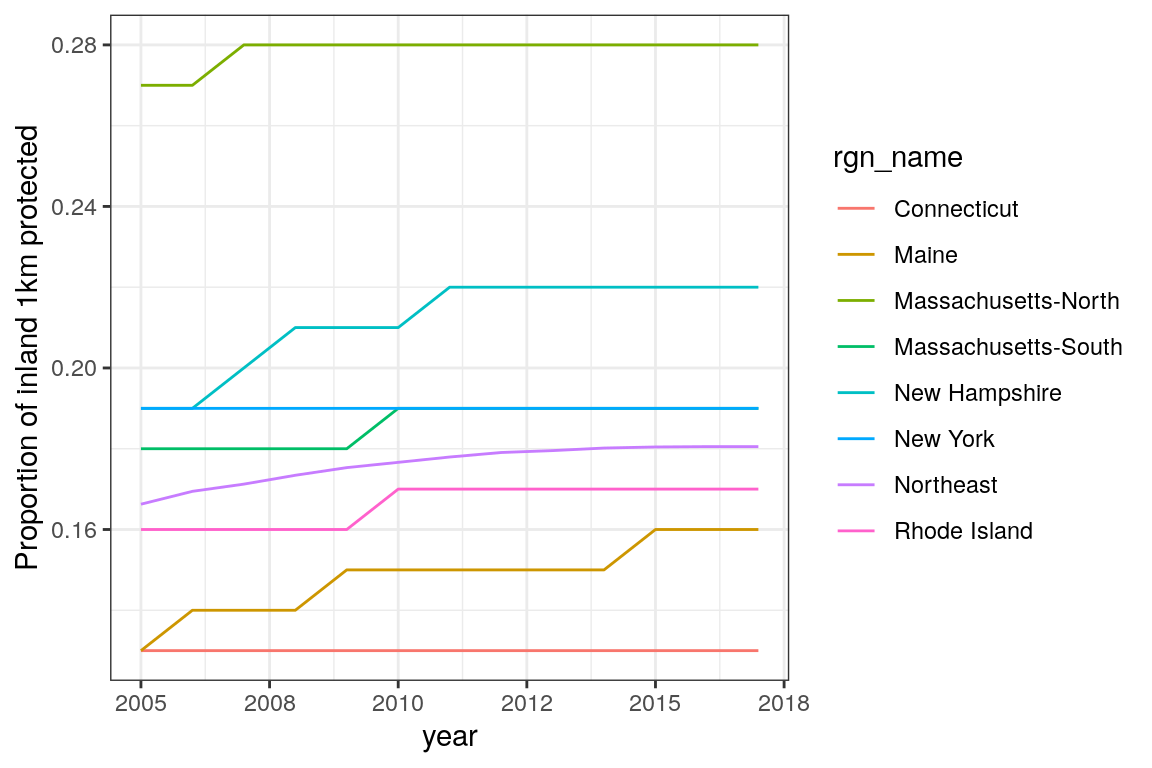 0.28
0.24
0.20
0.16
Proportion of inland 1km protected
2005 2008 2010 2012 2015 2018
year
rgn_name
Connecticut
Maine
Massachusetts-North
Massachusetts-South
New Hampshire
New York
Northeast
Rhode Island